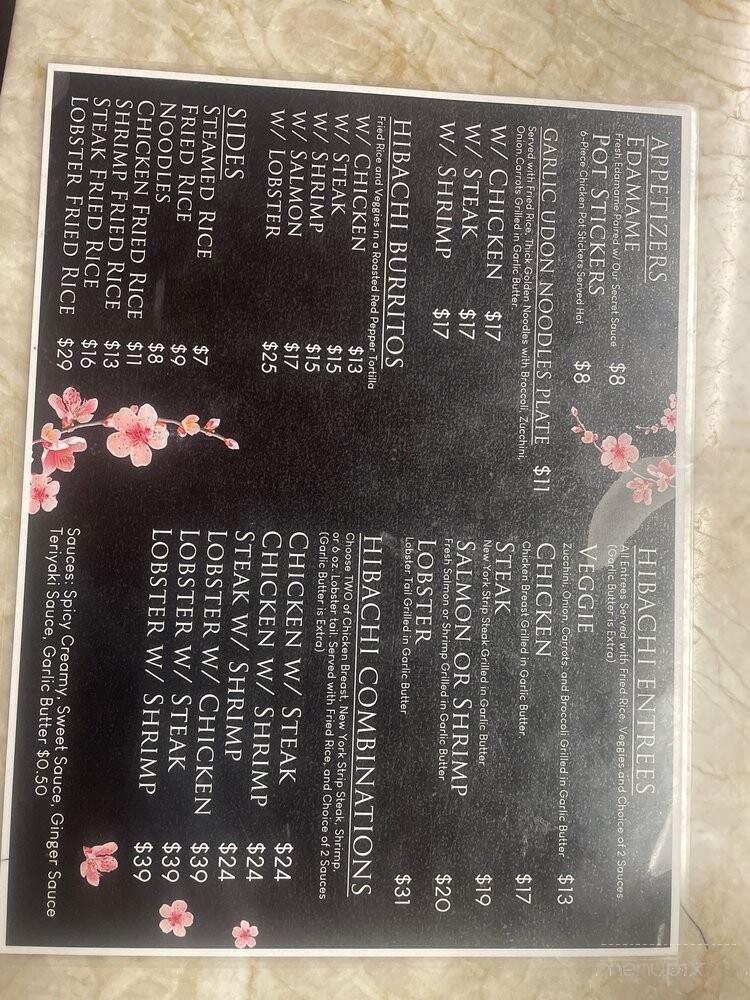 APPETIZERS
EDAMAME $8
Fresh Edamame Paired w/ Our Secret Sauce
POT STICKERS $8
6-Piece Chicken Pot Stickers Served Hot
GARLIC UDON NOODLES PLATE $11
Served with Fried Rice, Thick Golden Noodles with Broccoli, Zucchini,
Onion, Carrots Grilled in Garlic Butter.
W/ CHICKEN $17
W/ STEAK $17
W/ SHRIMP $17
HIBACHI BURRITOS
Fried Rice and Veggies in a Roasted Red Pepper Tortilla
W/ CHICKEN $13
W/ STEAK $15
W/ SHRIMP $15
W/ SALMON $17
W/ LOBSTER $25
SIDES
STEAMED RICE $7
FRIED RICE $9
NOODLES $8
CHICKEN FRIED RICE $11
SHRIMP FRIED RICE $13
STEAK FRIED RICE $16
LOBSTER FRIED RICE $29
HIBACHI ENTREES
All Entrees Served with Fried Rice, Veggies and Choice of 2 Sauces
(Garlic Butter is Extra)
VEGGIE $13
Zucchini, Onion, Carrots, and Broccoli Grilled in Garlic Butter
CHICKEN $17
Chicken Breast Grilled in Garlic Butter.
STEAK $19
New York Strip Steak Grilled in Garlic Butter
SALMON OR SHRIMP $20
Fresh Salmon or Shrimp Grilled in Garlic Butter
LOBSTER $31
Lobster Tail Grilled in Garlic Butter
HIBACHI COMBINATIONS
Choose TWO of Chicken Breast, New York Strip Steak, Shrimp,
or 6 oz. Lobster tail. Served with Fried Rice, and Choice of 2 Sauces
(Garlic Butter is Extra)
CHICKEN W/ STEAK $24
CHICKEN W/ SHRIMP $24
STEAK W/ SHRIMP $24
LOBSTER W/ CHICKEN $39
LOBSTER W/ STEAK $39
LOBSTER W/ SHRIMP $39
Sauces: Spicy Creamy, Sweet Sauce, Ginger Sauce
Teriyaki Sauce, Garlic Butter $0.50
menupix